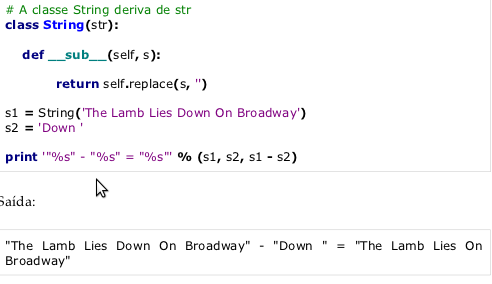 # A classe String deriva de str
class String(str):
def __sub__(self, s):
return self.replace(s, '')
s1 = String('The Lamb Lies Down On Broadway')
s2 = 'Down '
print '"%s" - "%s" = "%s"' % (s1, s2, s1 - s2)
Saída:
"The Lamb Lies Down On Broadway" - "Down " = "The Lamb Lies On
Broadway"